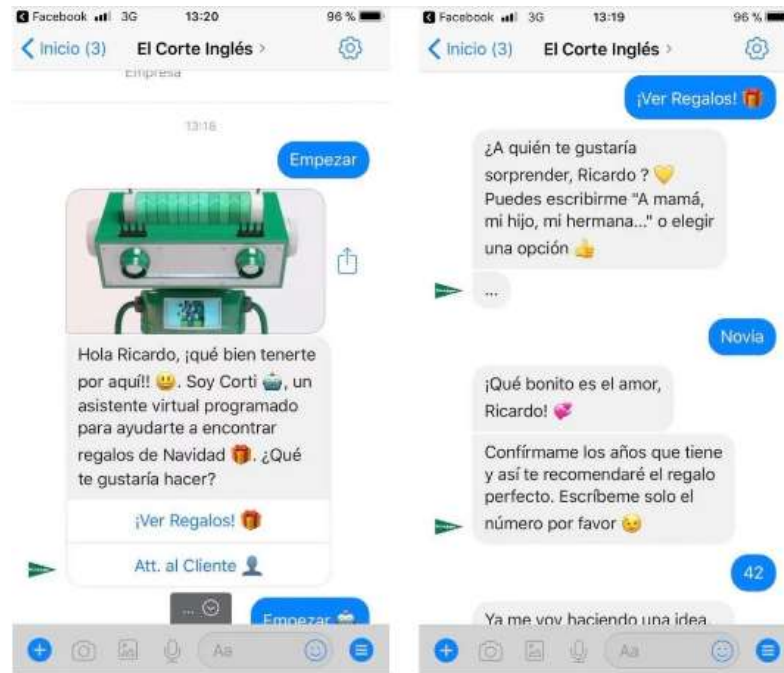 Facebook 3G 13:20 96 %
Inicio (3) El Corte Inglés
Empresa
13:18
Empezar
Hola Ricardo, ¡qué bien tenerte
por aquí!! 😃. Soy Corti 🤖, un
asistente virtual programado
para ayudarte a encontrar
regalos de Navidad 🎁. ¿Qué
te gustaría hacer?
¡Ver Regalos! 🎁
Att. al Cliente 👤
...
Empezar
Aa
Facebook 3G 13:19 96 %
Inicio (3) El Corte Inglés
¡Ver Regalos! 🎁
¿A quién te gustaría
sorprender, Ricardo ? 💛
Puedes escribirme "A mamá,
mi hijo, mi hermana..." o elegir
una opción 👍
...
Novia
¡Qué bonito es el amor,
Ricardo! 💞
Confírmame los años que tiene
y así te recomendaré el regalo
perfecto. Escríbeme solo el
número por favor 😉
42
Ya me voy haciendo una idea.
Aa